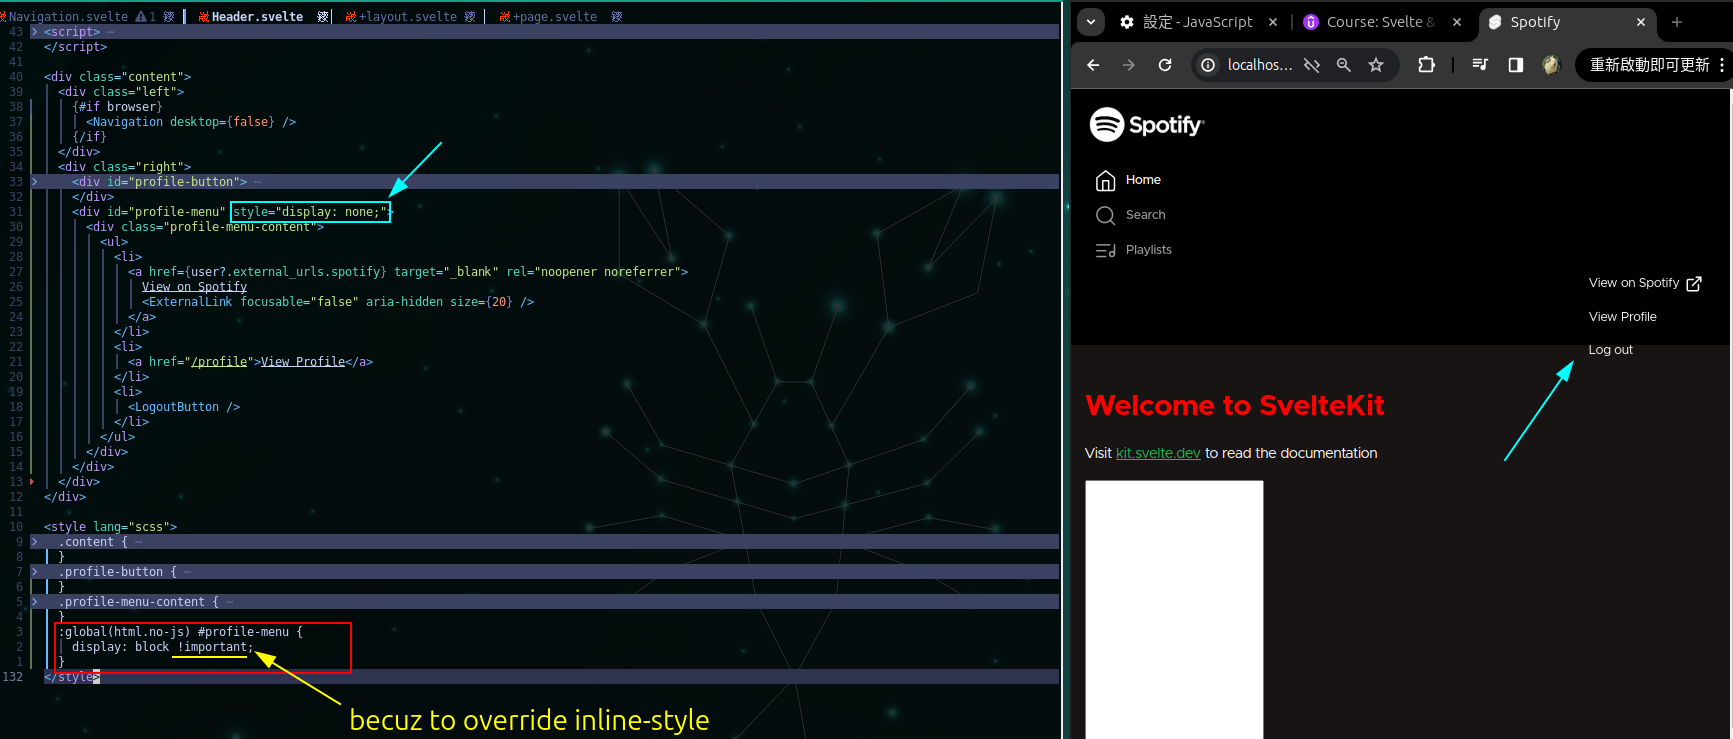 Navigation.svelte 1
Header.svelte
+layout.svelte
+page.svelte
43 > <script> ⋯
42 </script>
41
40 <div class="content">
39 <div class="left">
38 {#if browser}
37 <Navigation desktop={false} />
36 {/if}
35 </div>
34 <div class="right">
33 > <div id="profile-button"> ⋯
32 </div>
31 <div id="profile-menu" style="display: none;">
30 <div class="profile-menu-content">
29 <ul>
28 <li>
27 <a href={user?.external_urls.spotify} target="_blank" rel="noopener noreferrer">
26 View on Spotify
25 <ExternalLink focusable="false" aria-hidden size={20} />
24 </a>
23 </li>
22 <li>
21 <a href="/profile">View Profile</a>
20 </li>
19 <li>
18 <LogoutButton />
17 </li>
16 </ul>
15 </div>
14 </div>
13 </div>
12 </div>
11
10 <style lang="scss">
9 > .content { ⋯
8 }
7 > .profile-button { ⋯
6 }
5 > .profile-menu-content { ⋯
4 }
3 :global(html.no-js) #profile-menu {
2 display: block !important;
1 }
132 </style>
becuz to override inline-style
設定 - JavaScript
Course: Svelte &
Spotify
localhos...
重新啟動即可更新
Spotify
Home
Search
Playlists
View on Spotify
View Profile
Log out
Welcome to SvelteKit
Visit kit.svelte.dev to read the documentation